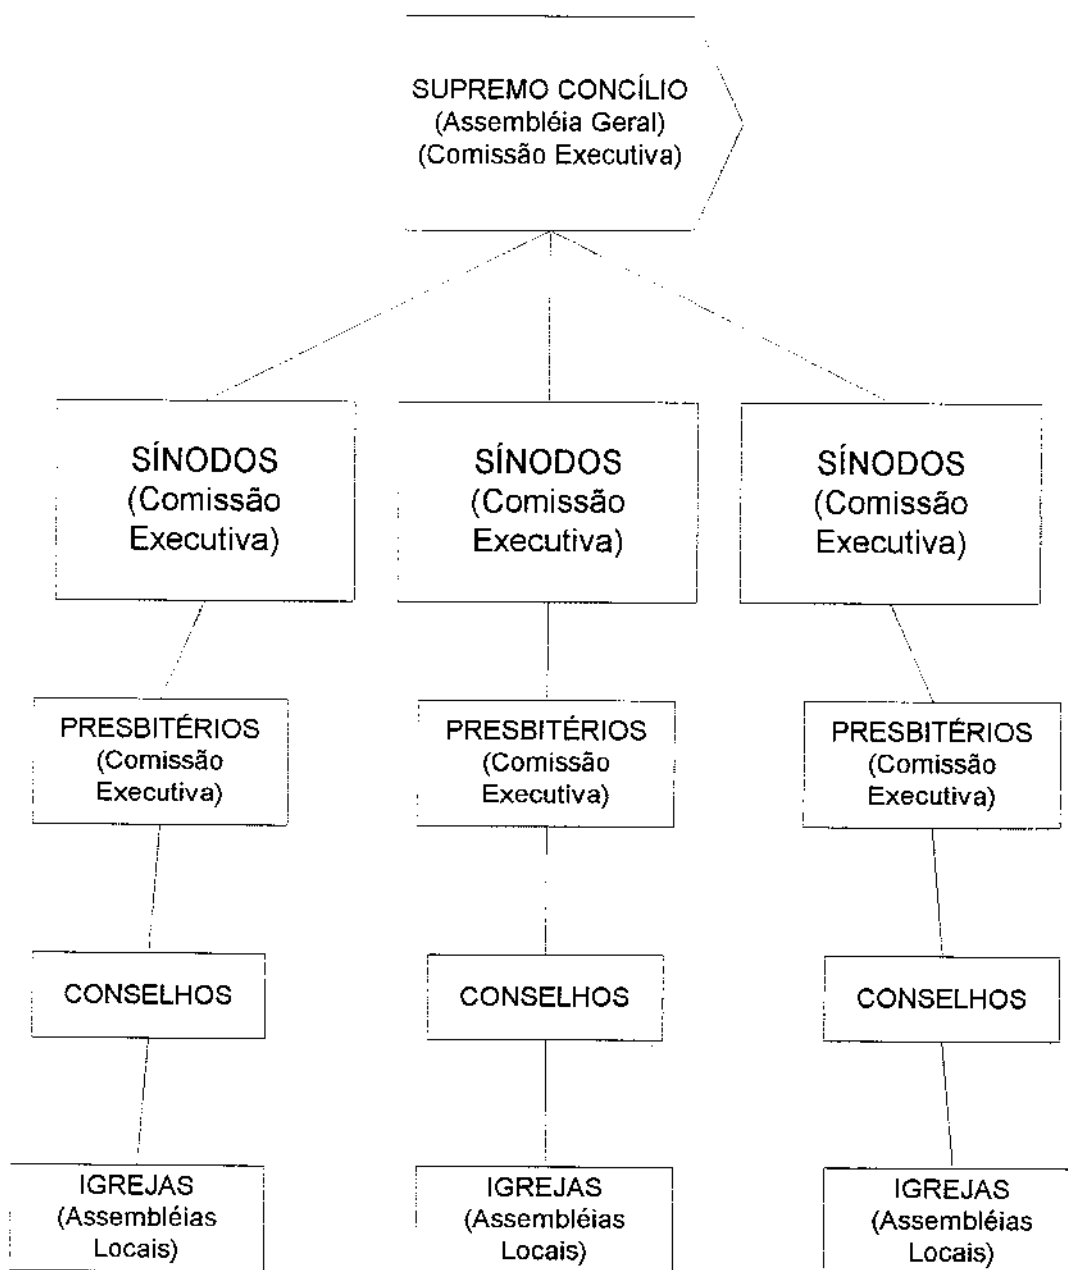 SUPREMO CONCÍLIO
(Assembléia Geral)
(Comissão Executiva)
SÍNODOS
(Comissão
Executiva)
SÍNODOS
(Comissão
Executiva)
SÍNODOS
(Comissão
Executiva)
PRESBITÉRIOS
(Comissão
Executiva)
PRESBITÉRIOS
(Comissão
Executiva)
PRESBITÉRIOS
(Comissão
Executiva)
CONSELHOS
CONSELHOS
CONSELHOS
IGREJAS
(Assembléias
Locais)
IGREJAS
(Assembléias
Locais)
IGREJAS
(Assembléias
Locais)